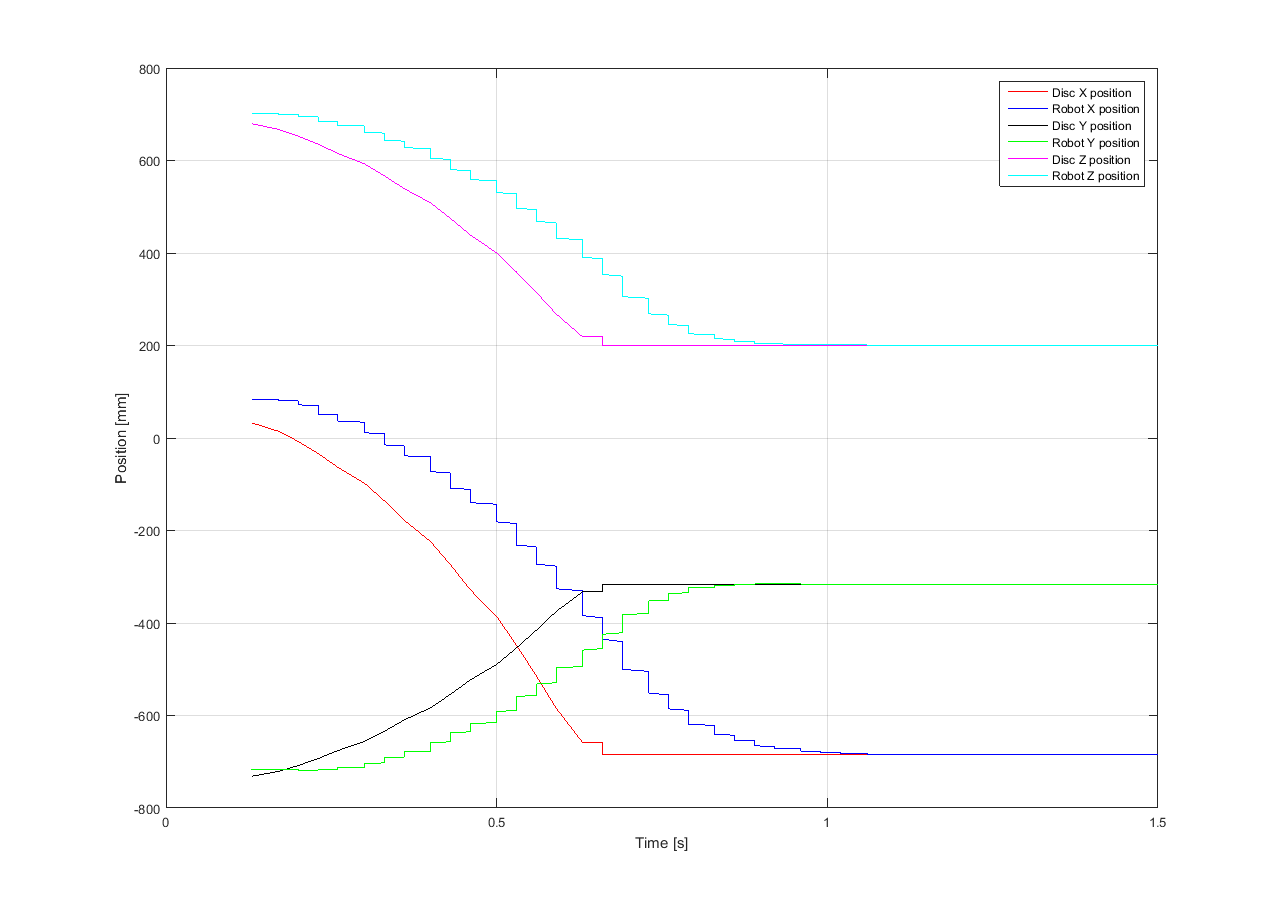 800
600
400
200
0
-200
-400
-600
-800
Position [mm]
0
0.5
1
1.5
Time [s]
Disc X position
Robot X position
Disc Y position
Robot Y position
Disc Z position
Robot Z position